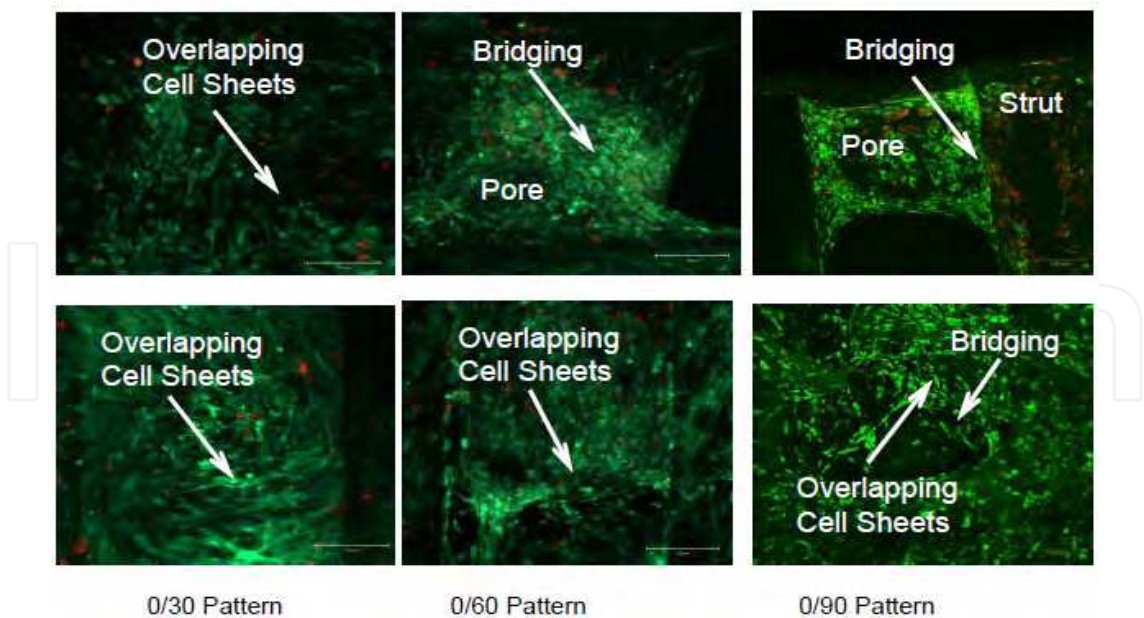 Overlapping
Cell Sheets
Bridging
Pore
Bridging
Strut
Pore
Overlapping
Cell Sheets
Overlapping
Cell Sheets
Bridging
Overlapping
Cell Sheets
0/30 Pattern
0/60 Pattern
0/90 Pattern